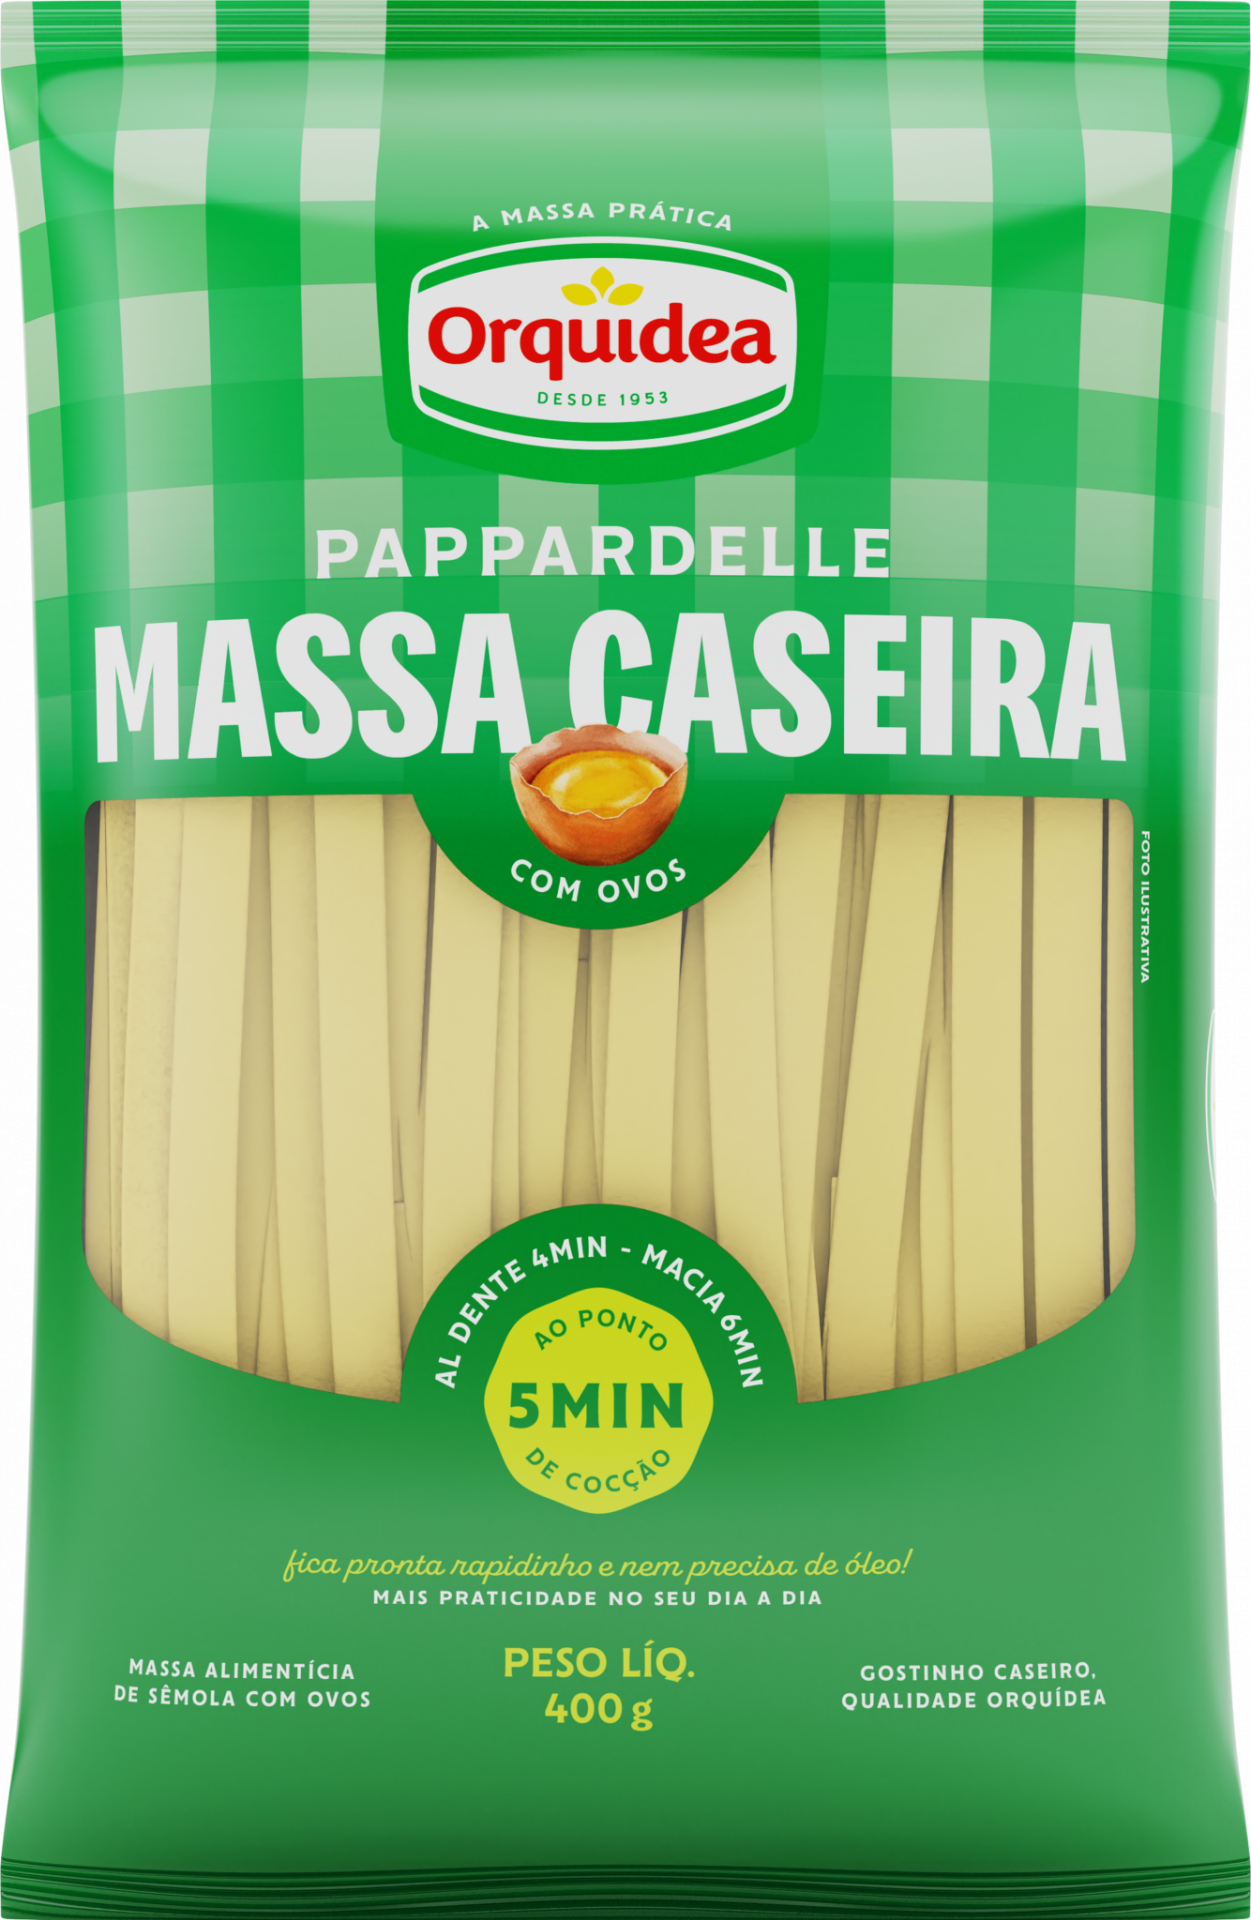 A MASSA PRÁTICA
Orquídea
DESDE 1953
PAPPARDELLE
MASSA CASEIRA
COM OVOS
FOTO ILUSTRATIVA
AL DENTE 4MIN - MACIA 6MIN
AO PONTO
5MIN
DE COCÇÃO
fica pronta rapidinho e nem precisa de óleo!
MAIS PRATICIDADE NO SEU DIA A DIA
MASSA ALIMENTÍCIA
DE SÊMOLA COM OVOS
PESO LÍQ.
400 g
GOSTINHO CASEIRO,
QUALIDADE ORQUÍDEA